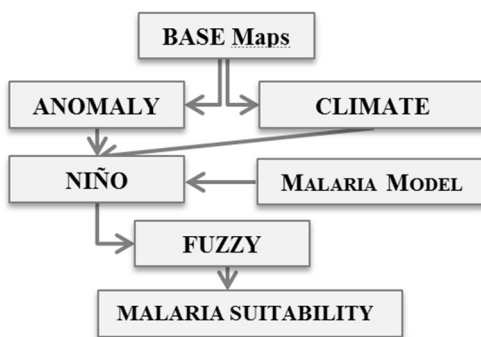 BASE Maps
ANOMALY
CLIMATE
NIÑO
MALARIA MODEL
FUZZY
MALARIA SUITABILITY